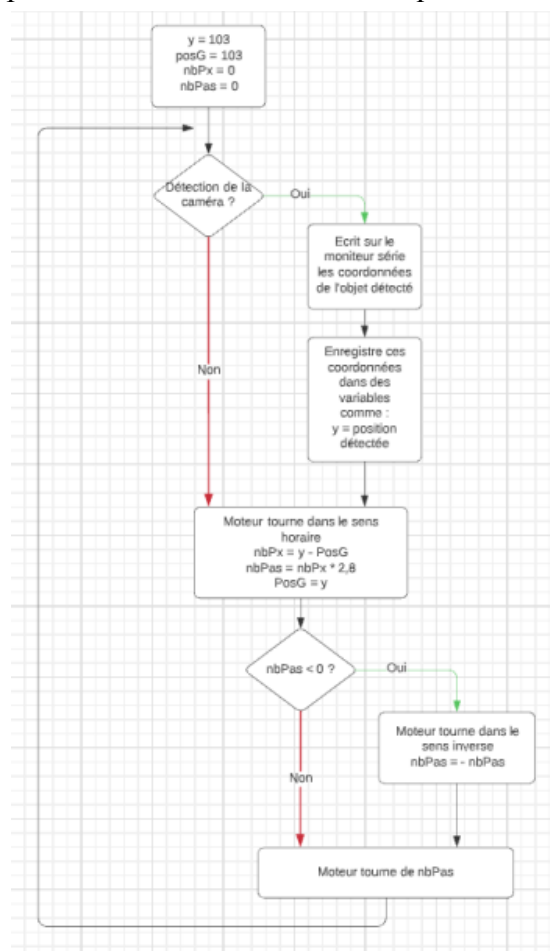 y = 103
posG = 103
nbPx = 0
nbPas = 0
Détection de la
caméra ?
Oui
Ecrit sur le
moniteur série
les coordonnées
de l'objet détecté
Enregistre ces
coordonnées
dans des
variables
comme :
y = position
détectée
Non
Moteur tourne dans le sens
horaire
nbPx = y - PosG
nbPas = nbPx * 2,8
PosG = y
nbPas < 0 ?
Oui
Moteur tourne dans le
sens inverse
nbPas = - nbPas
Non
Moteur tourne de nbPas